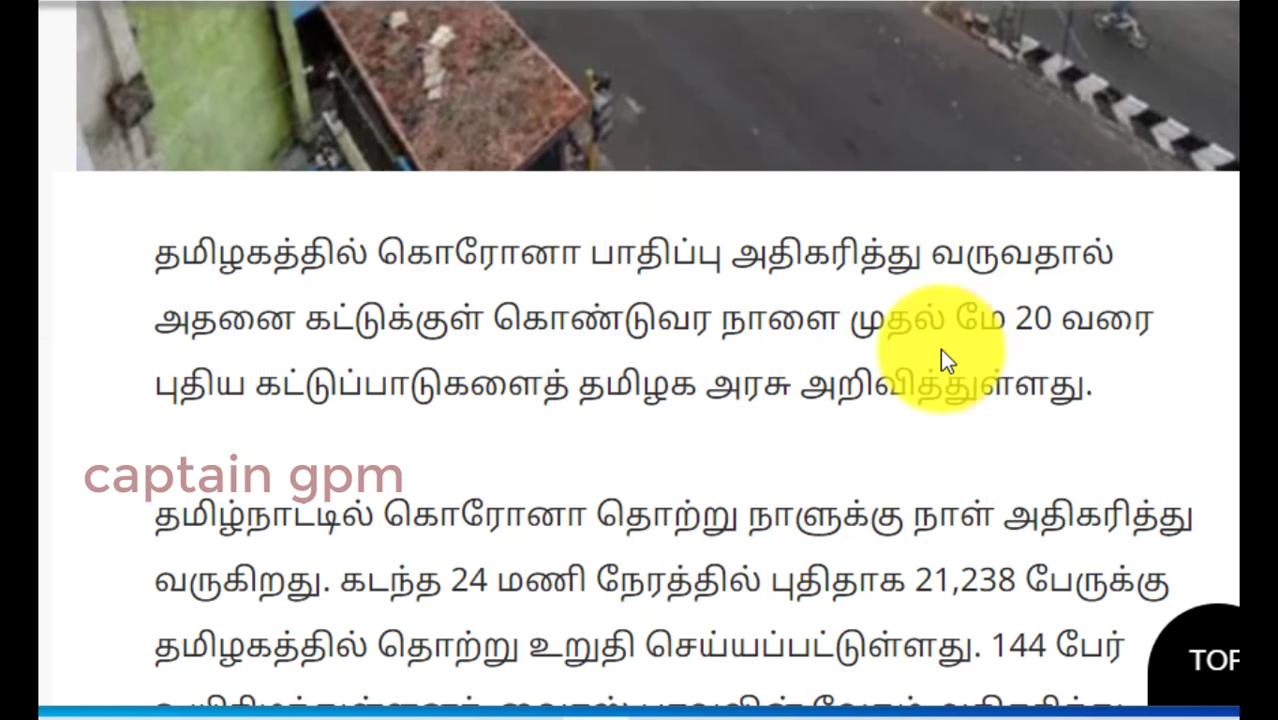 தமிழகத்தில் கொரோனா பாதிப்பு அதிகரித்து வருவதால்
அதனை கட்டுக்குள் கொண்டுவர நாளை முதல் மே 20 வரை
புதிய கட்டுப்பாடுகளைத் தமிழக அரசு அறிவித்துள்ளது.
captain gpm
தமிழ்நாட்டில் கொரோனா தொற்று நாளுக்கு நாள் அதிகரித்து
வருகிறது. கடந்த 24 மணி நேரத்தில் புதிதாக 21,238 பேருக்கு
தமிழகத்தில் தொற்று உறுதி செய்யப்பட்டுள்ளது. 144 பேர்
TOP